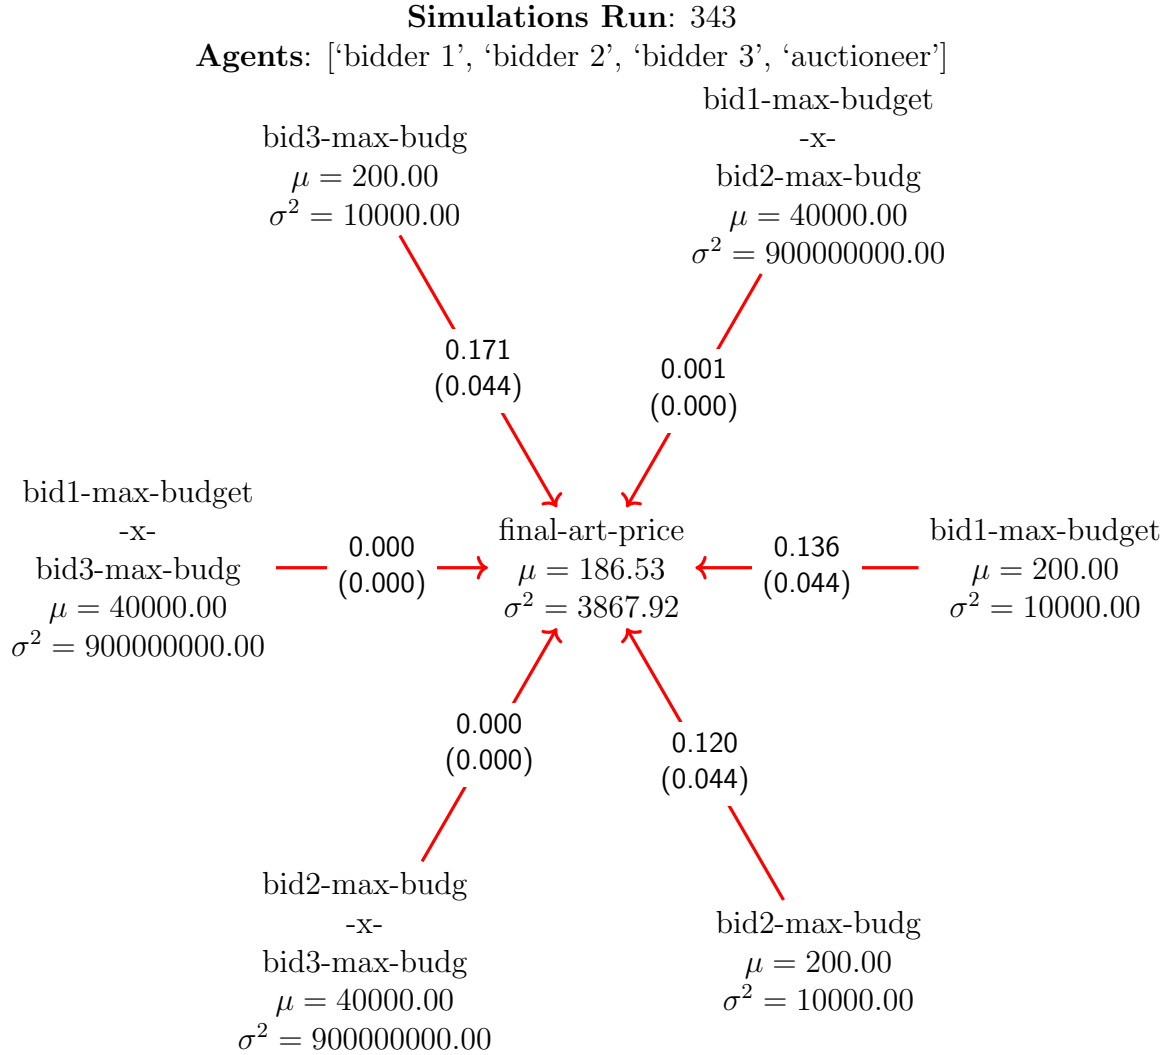 Simulations Run: 343
Agents: [‘bidder 1’, ‘bidder 2’, ‘bidder 3’, ‘auctioneer’]
bid3-max-budg
μ = 200.00
σ² = 10000.00
bid1-max-budget
-x-
bid2-max-budg
μ = 40000.00
σ² = 900000000.00
0.171
(0.044)
0.001
(0.000)
bid1-max-budget
-x-
bid3-max-budg
μ = 40000.00
σ² = 900000000.00
0.000
(0.000)
final-art-price
μ = 186.53
σ² = 3867.92
0.136
(0.044)
bid1-max-budget
μ = 200.00
σ² = 10000.00
0.000
(0.000)
0.120
(0.044)
bid2-max-budg
-x-
bid3-max-budg
μ = 40000.00
σ² = 900000000.00
bid2-max-budg
μ = 200.00
σ² = 10000.00